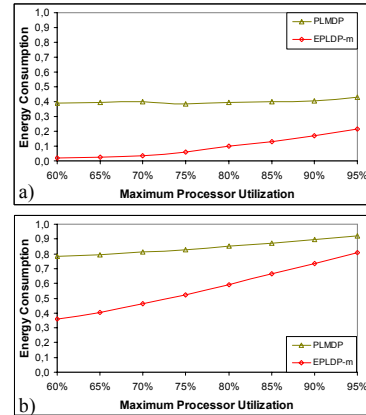 1,0
0,9
0,8
0,7
0,6
0,5
0,4
0,3
0,2
0,1
0,0
Energy Consumption
PLMDP
EPLDP-m
60% 65% 70% 75% 80% 85% 90% 95%
a) Maximum Processor Utilization
1,0
0,9
0,8
0,7
0,6
0,5
0,4
0,3
0,2
0,1
0,0
Energy Consumption
PLMDP
EPLDP-m
60% 65% 70% 75% 80% 85% 90% 95%
b) Maximum Processor Utilization